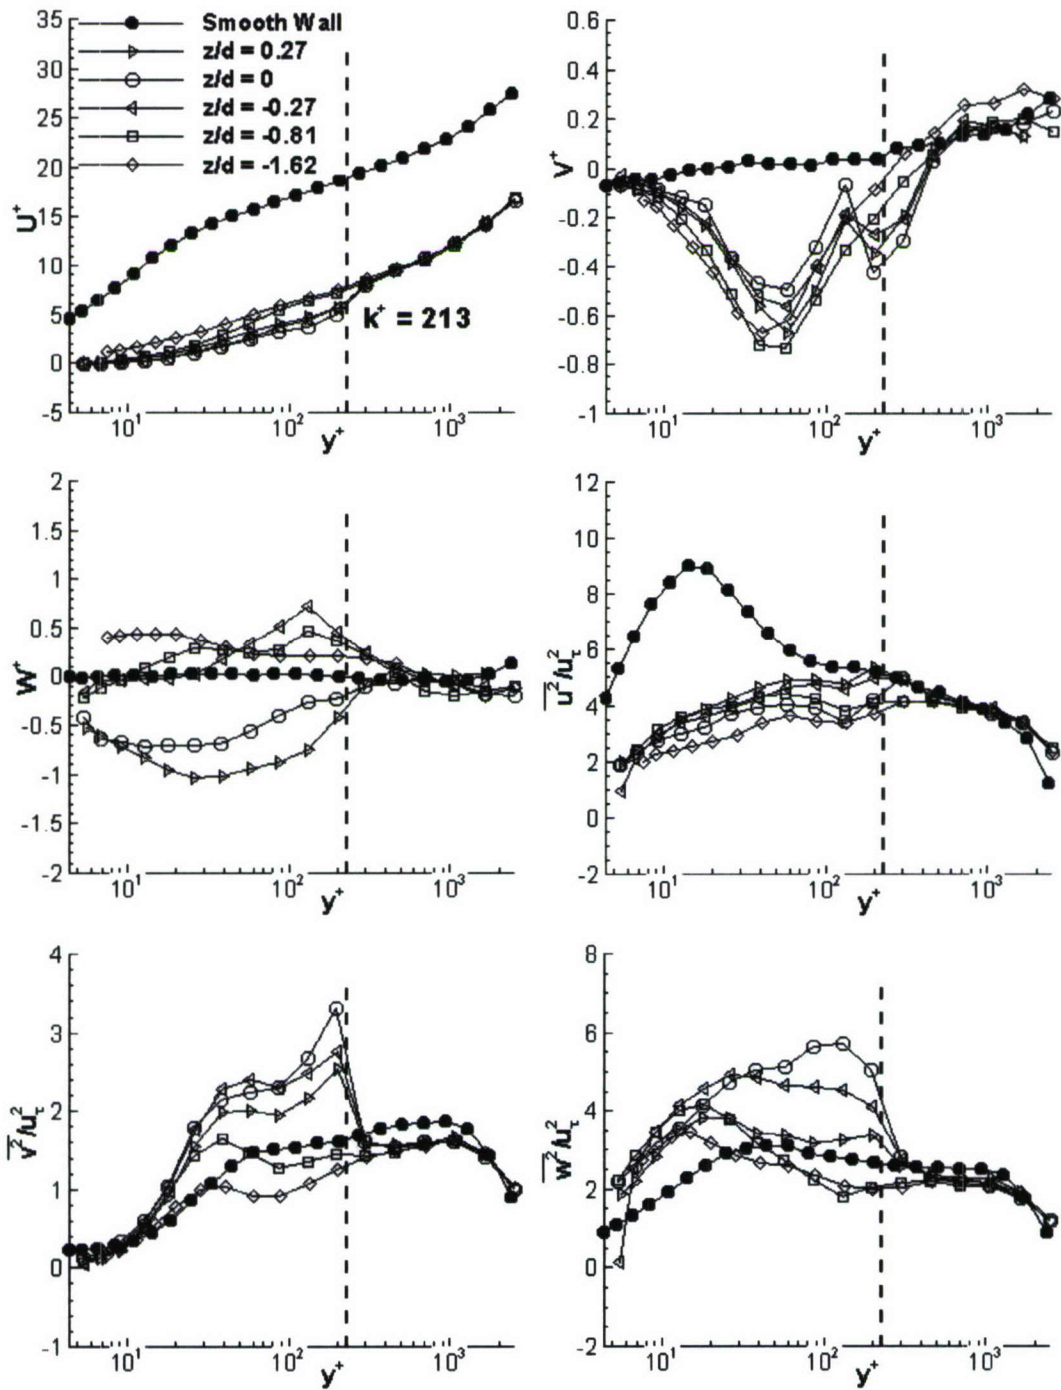 35
30
25
20
15
10
5
0
-5
U⁺
Smooth Wall
z/d = 0.27
z/d = 0
z/d = -0.27
z/d = -0.81
z/d = -1.62
k⁺ = 213
10¹ 10² 10³
y⁺
0.6
0.4
0.2
0
-0.2
-0.4
-0.6
-0.8
-1
V⁺
10¹ 10² 10³
y⁺
2
1.5
1
0.5
0
-0.5
-1
-1.5
-2
W⁺
10¹ 10² 10³
y⁺
12
10
8
6
4
2
0
-2
u²/u_τ²
10¹ 10² 10³
y⁺
4
3
2
1
0
-1
v²/u_τ²
10¹ 10² 10³
y⁺
8
6
4
2
0
-2
w²/u_τ²
10¹ 10² 10³
y⁺